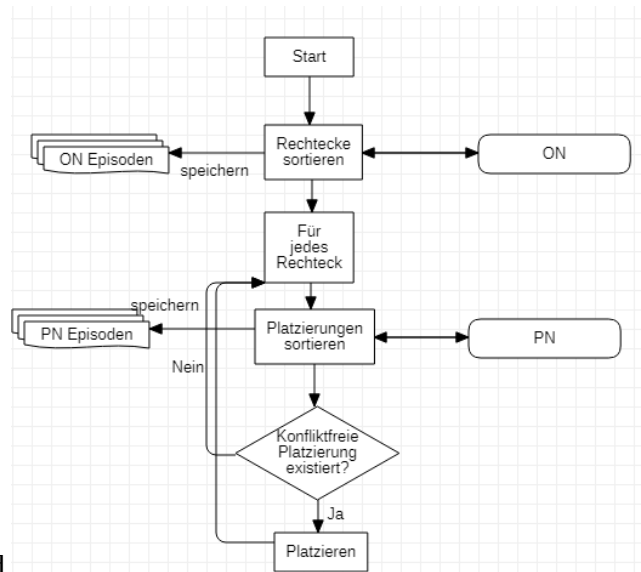 Start
Rechtecke
sortieren
ON Episoden
speichern
ON
Für
jedes
Rechteck
speichern
PN Episoden
Platzierungen
sortieren
PN
Nein
Konfliktfreie
Platzierung
existiert?
Ja
Platzieren